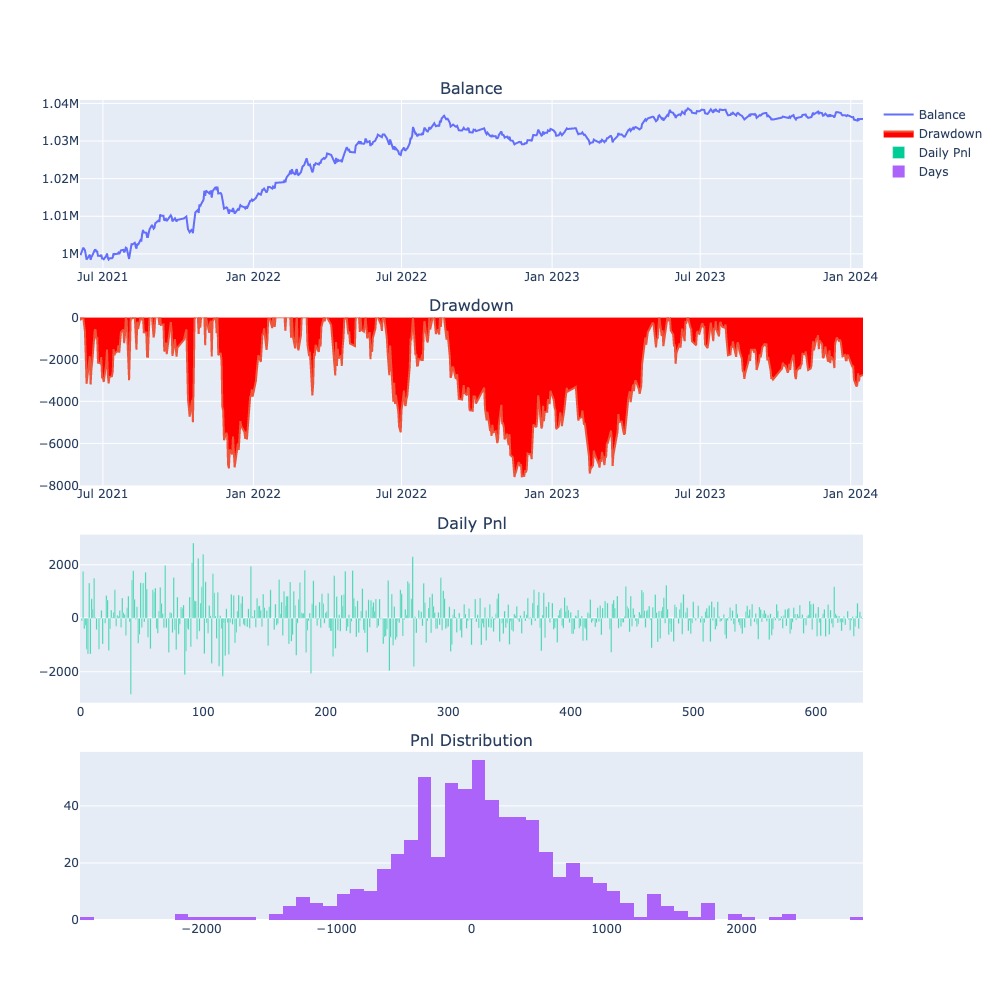 Balance
1.04M
1.03M
1.02M
1.01M
1M
Jul 2021 Jan 2022 Jul 2022 Jan 2023 Jul 2023 Jan 2024
Balance
Drawdown
Daily Pnl
Days
Drawdown
0
−2000
−4000
−6000
−8000
Jul 2021 Jan 2022 Jul 2022 Jan 2023 Jul 2023 Jan 2024
Daily Pnl
2000
0
−2000
0 100 200 300 400 500 600
Pnl Distribution
40
20
0
−2000 −1000 0 1000 2000